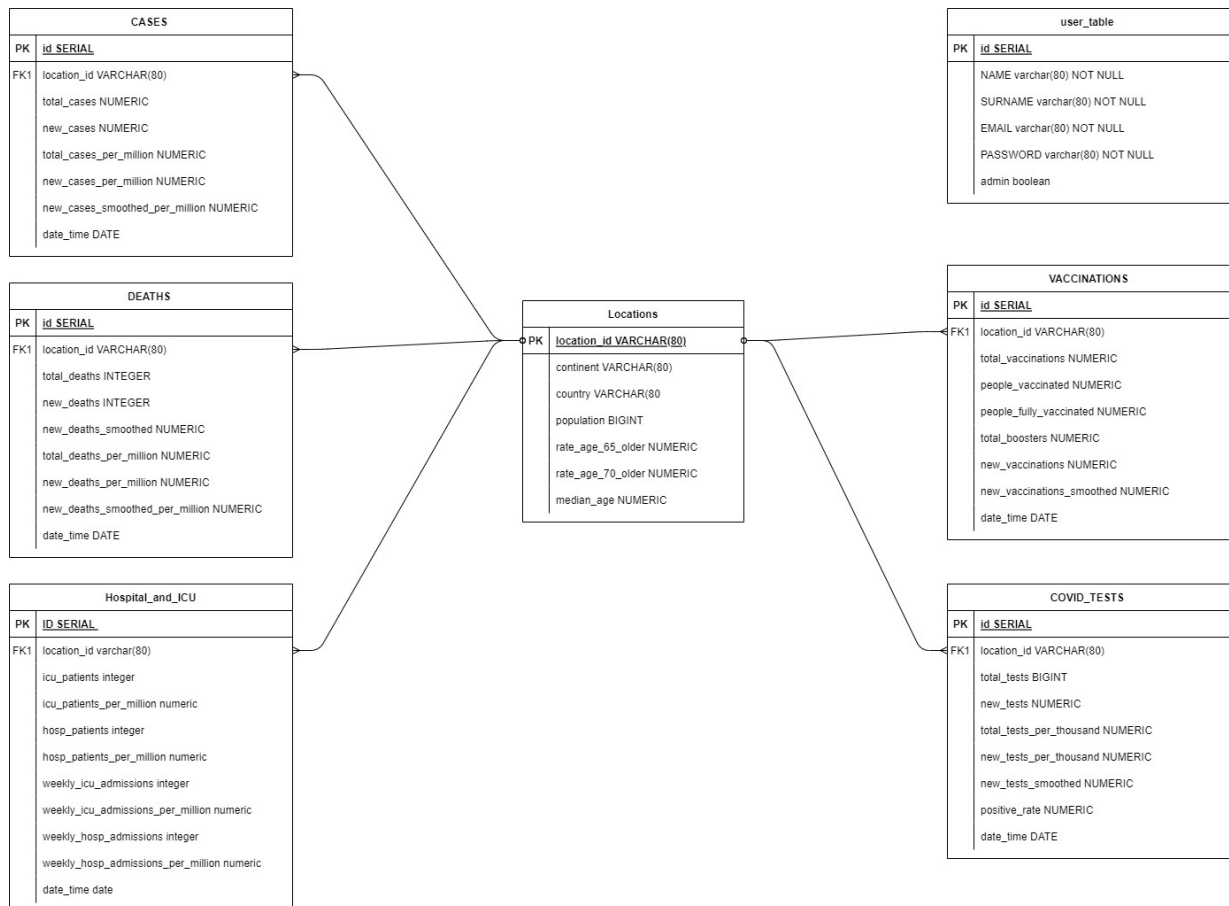 CASES
PK id SERIAL
FK1 location_id VARCHAR(80)
total_cases NUMERIC
new_cases NUMERIC
total_cases_per_million NUMERIC
new_cases_per_million NUMERIC
new_cases_smoothed_per_million NUMERIC
date_time DATE
DEATHS
PK id SERIAL
FK1 location_id VARCHAR(80)
total_deaths INTEGER
new_deaths INTEGER
new_deaths_smoothed NUMERIC
total_deaths_per_million NUMERIC
new_deaths_per_million NUMERIC
new_deaths_smoothed_per_million NUMERIC
date_time DATE
Hospital_and_ICU
PK ID SERIAL
FK1 location_id varchar(80)
icu_patients integer
icu_patients_per_million numeric
hosp_patients integer
hosp_patients_per_million numeric
weekly_icu_admissions integer
weekly_icu_admissions_per_million numeric
weekly_hosp_admissions integer
weekly_hosp_admissions_per_million numeric
date_time date
Locations
PK location_id VARCHAR(80)
continent VARCHAR(80)
country VARCHAR(80
population BIGINT
rate_age_65_older NUMERIC
rate_age_70_older NUMERIC
median_age NUMERIC
user_table
PK id SERIAL
NAME varchar(80) NOT NULL
SURNAME varchar(80) NOT NULL
EMAIL varchar(80) NOT NULL
PASSWORD varchar(80) NOT NULL
admin boolean
VACCINATIONS
PK id SERIAL
FK1 location_id VARCHAR(80)
total_vaccinations NUMERIC
people_vaccinated NUMERIC
people_fully_vaccinated NUMERIC
total_boosters NUMERIC
new_vaccinations NUMERIC
new_vaccinations_smoothed NUMERIC
date_time DATE
COVID_TESTS
PK id SERIAL
FK1 location_id VARCHAR(80)
total_tests BIGINT
new_tests NUMERIC
total_tests_per_thousand NUMERIC
new_tests_per_thousand NUMERIC
new_tests_smoothed NUMERIC
positive_rate NUMERIC
date_time DATE